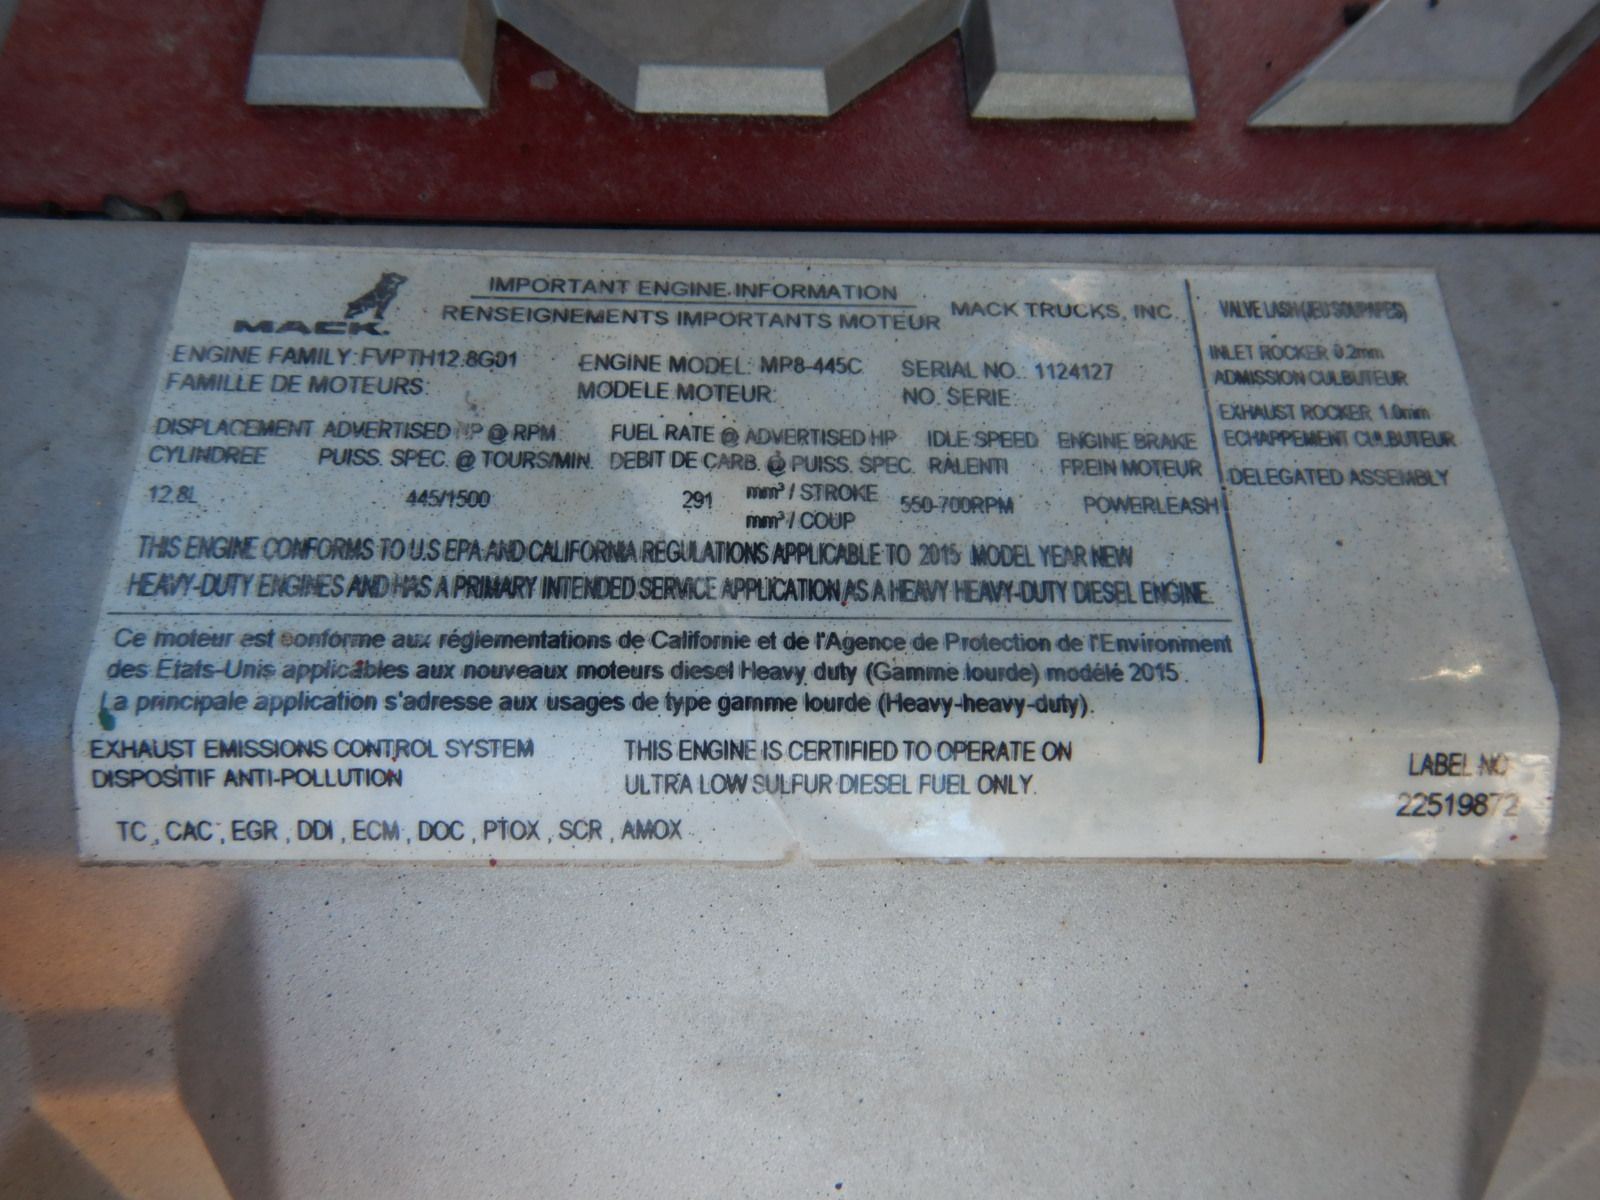 MACK
IMPORTANT ENGINE INFORMATION
RENSEIGNEMENTS IMPORTANTS MOTEUR
MACK TRUCKS, INC.
ENGINE FAMILY: FVPTH12.8G01 ENGINE MODEL: MP8-445C SERIAL NO.: 1124127
FAMILLE DE MOTEURS: MODELE MOTEUR: NO. SERIE:
DISPLACEMENT ADVERTISED HP @ RPM FUEL RATE @ ADVERTISED HP IDLE SPEED ENGINE BRAKE
CYLINDREE PUISS. SPEC. @ TOURS/MIN. DEBIT DE CARB. @ PUISS. SPEC. RALENTI FREIN MOTEUR
12.8L 445/1500 291 mm³ / STROKE 550-700RPM POWERLEASH
mm³ / COUP
THIS ENGINE CONFORMS TO U.S EPA AND CALIFORNIA REGULATIONS APPLICABLE TO 2015 MODEL YEAR NEW
HEAVY-DUTY ENGINES AND HAS A PRIMARY INTENDED SERVICE APPLICATION AS A HEAVY HEAVY-DUTY DIESEL ENGINE.
Ce moteur est conforme aux réglementations de Californie et de l'Agence de Protection de l'Environment
des Etats-Unis applicables aux nouveaux moteurs diesel Heavy duty (Gamme lourde) modélé 2015
La principale application s'adresse aux usages de type gamme lourde (Heavy-heavy-duty).
EXHAUST EMISSIONS CONTROL SYSTEM
DISPOSITIF ANTI-POLLUTION
TC , CAC , EGR , DDI , ECM , DOC , PTOX , SCR , AMOX
THIS ENGINE IS CERTIFIED TO OPERATE ON
ULTRA LOW SULFUR DIESEL FUEL ONLY.
VALVE LASH (JEU SOUPAPES)
INLET ROCKER 0.2mm
ADMISSION CULBUTEUR
EXHAUST ROCKER 1.0mm
ECHAPPEMENT CULBUTEUR
DELEGATED ASSEMBLY
LABEL NO
22519872